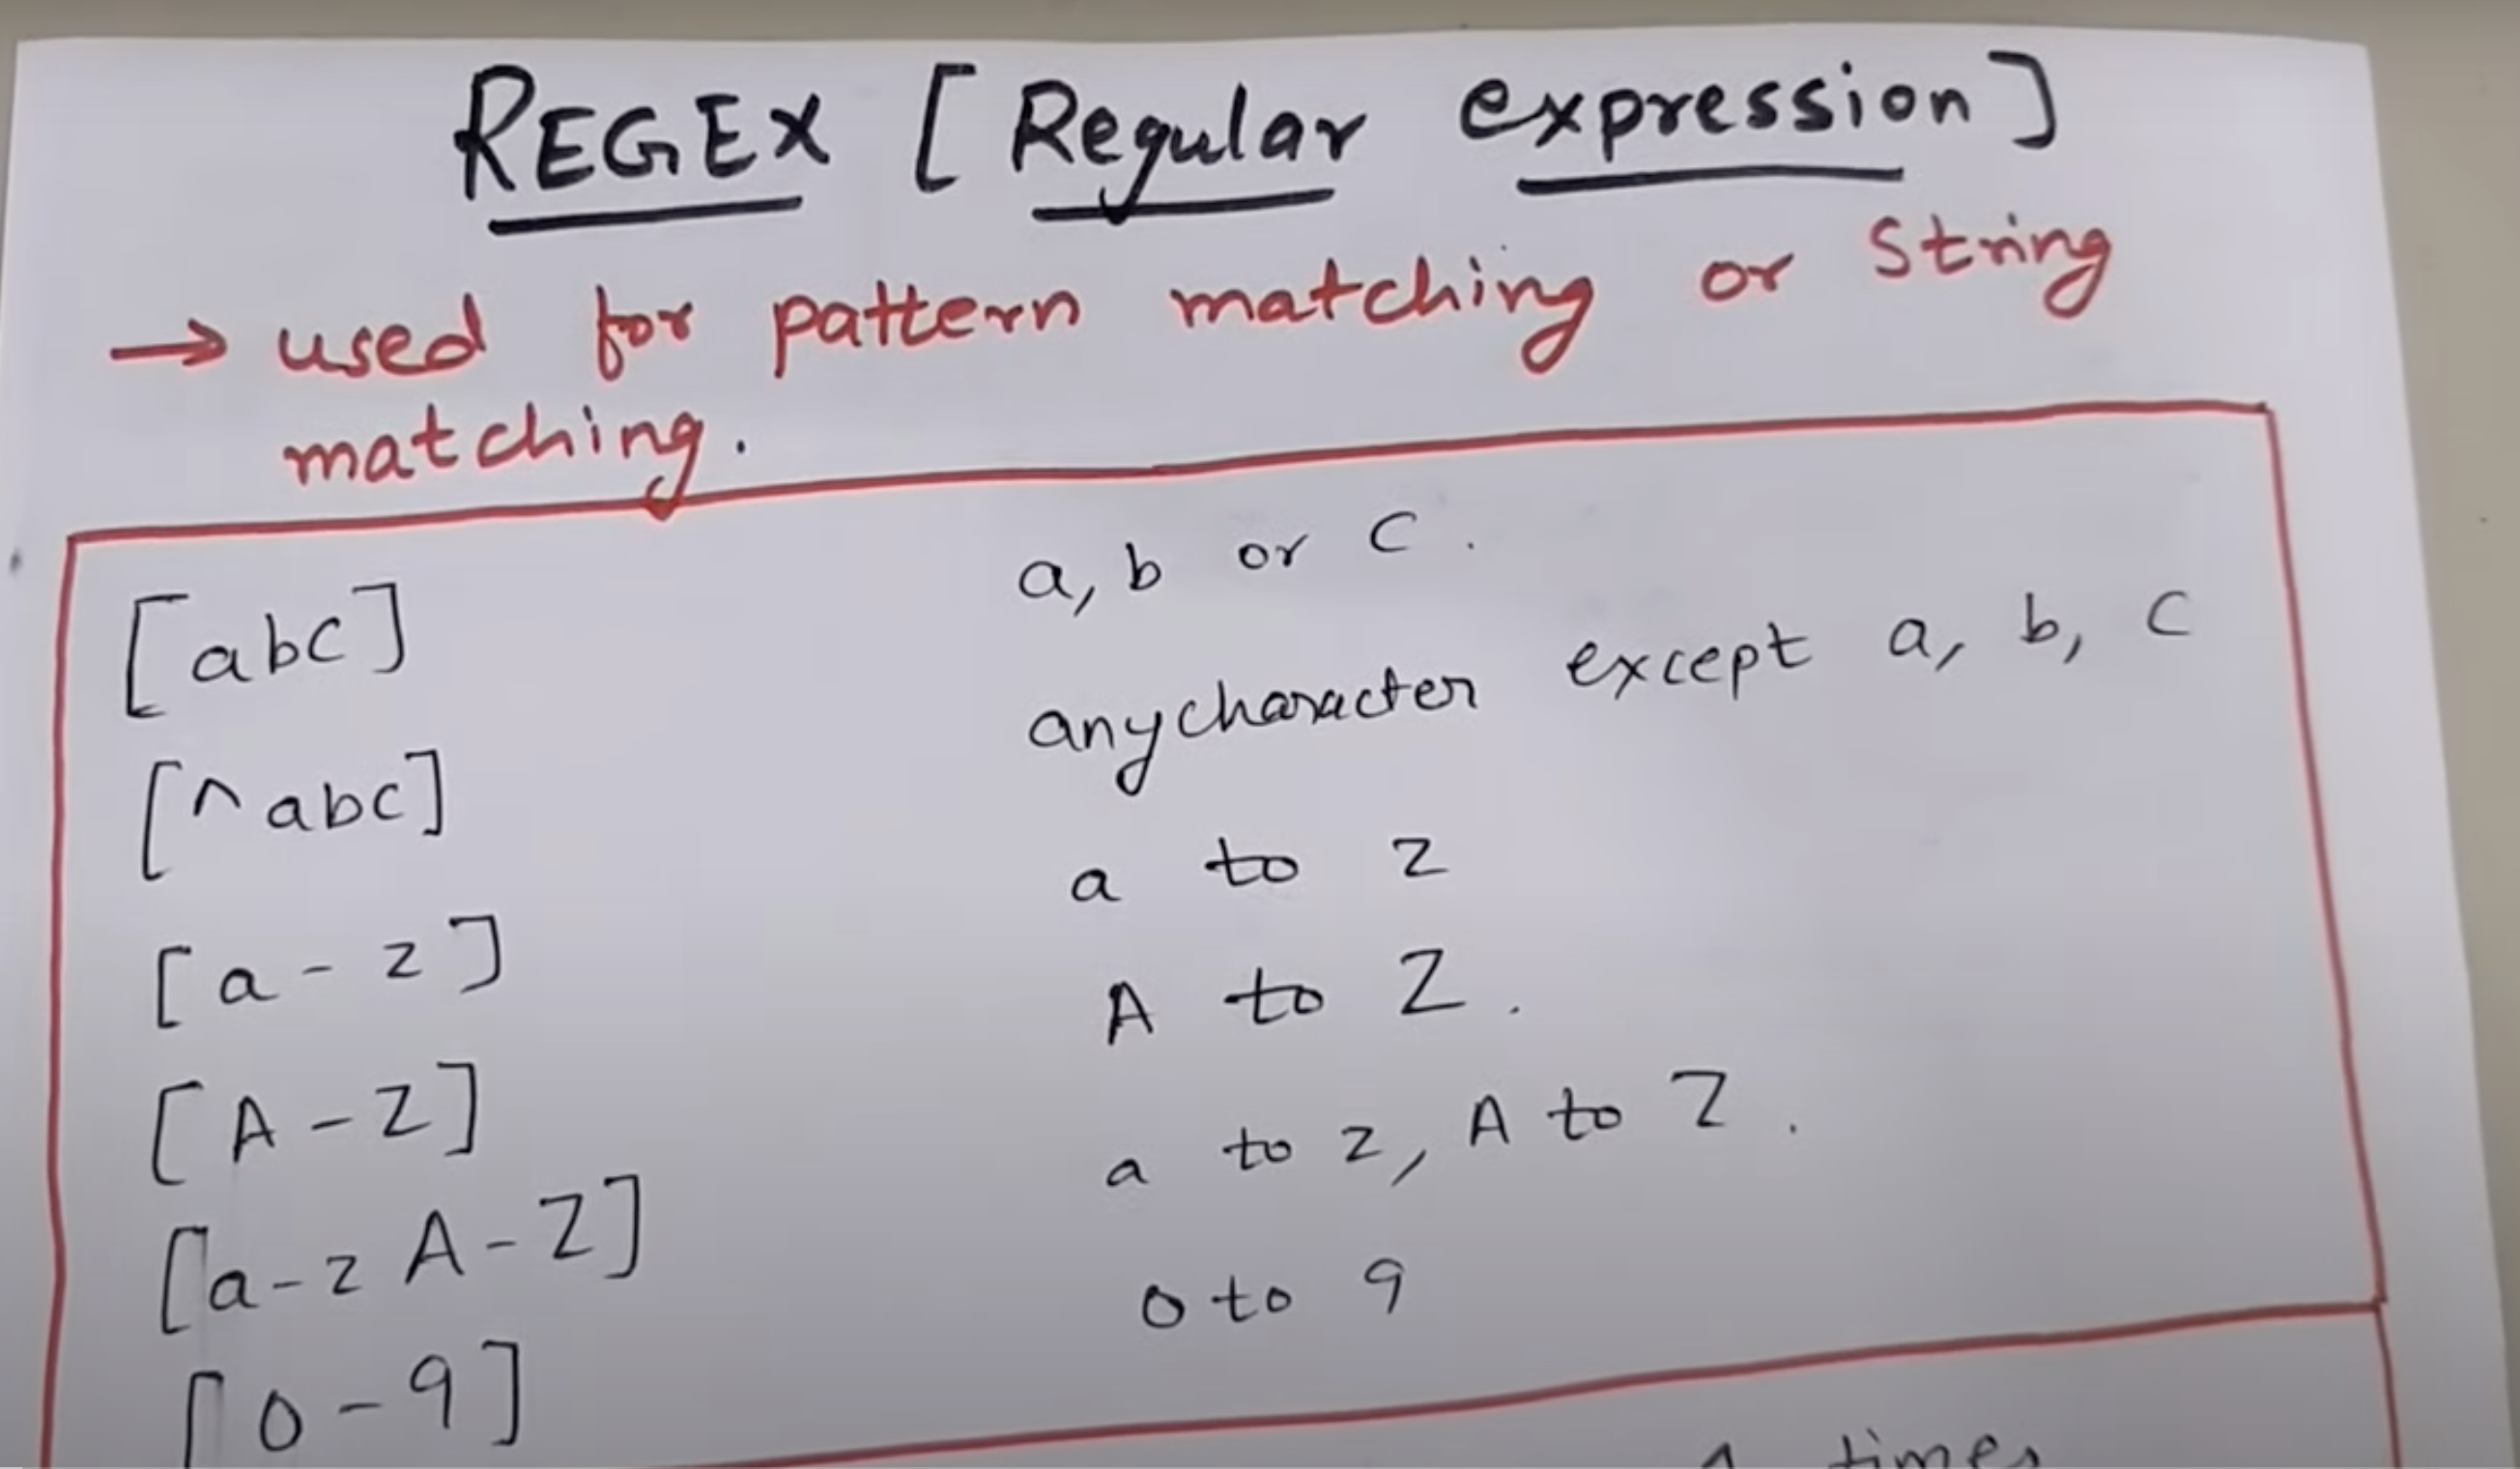 REGEX [Regular expression]
→ used for pattern matching or String
matching.
[abc] a, b or c.
[^abc] anycharacter except a, b, c
[a-z] a to z
[A-Z] A to Z.
[a-z A-Z] a to z, A to Z.
[0-9] 0 to 9
times